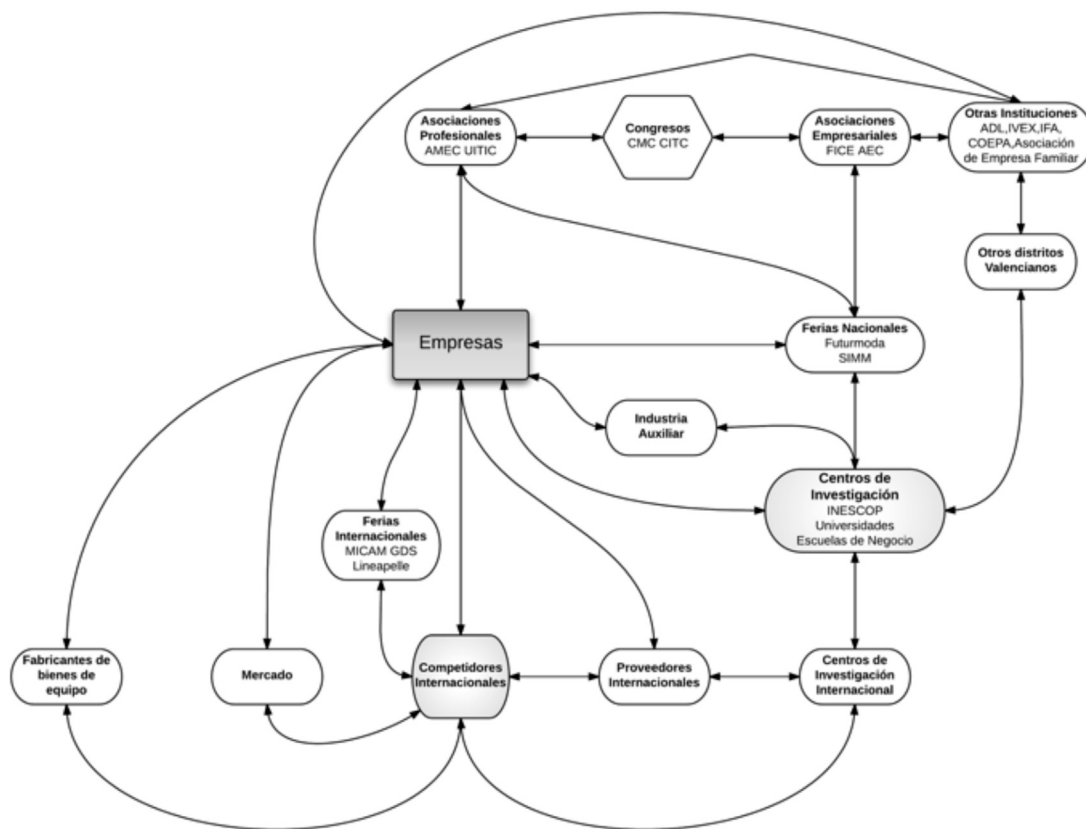 Asociaciones
Profesionales
AMEC UITIC
Congresos
CMC CITC
Asociaciones
Empresariales
FICE AEC
Otras Instituciones
ADL,IVEX,IFA,
COEPA,Asociación
de Empresa Familiar
Otros distritos
Valencianos
Empresas
Ferias Nacionales
Futurmoda
SIMM
Industria
Auxiliar
Centros de
Investigación
INESCOP
Universidades
Escuelas de Negocio
Ferias
Internacionales
MICAM GDS
Lineapelle
Fabricantes de
bienes de
equipo
Mercado
Competidores
Internacionales
Proveedores
Internacionales
Centros de
Investigación
Internacional